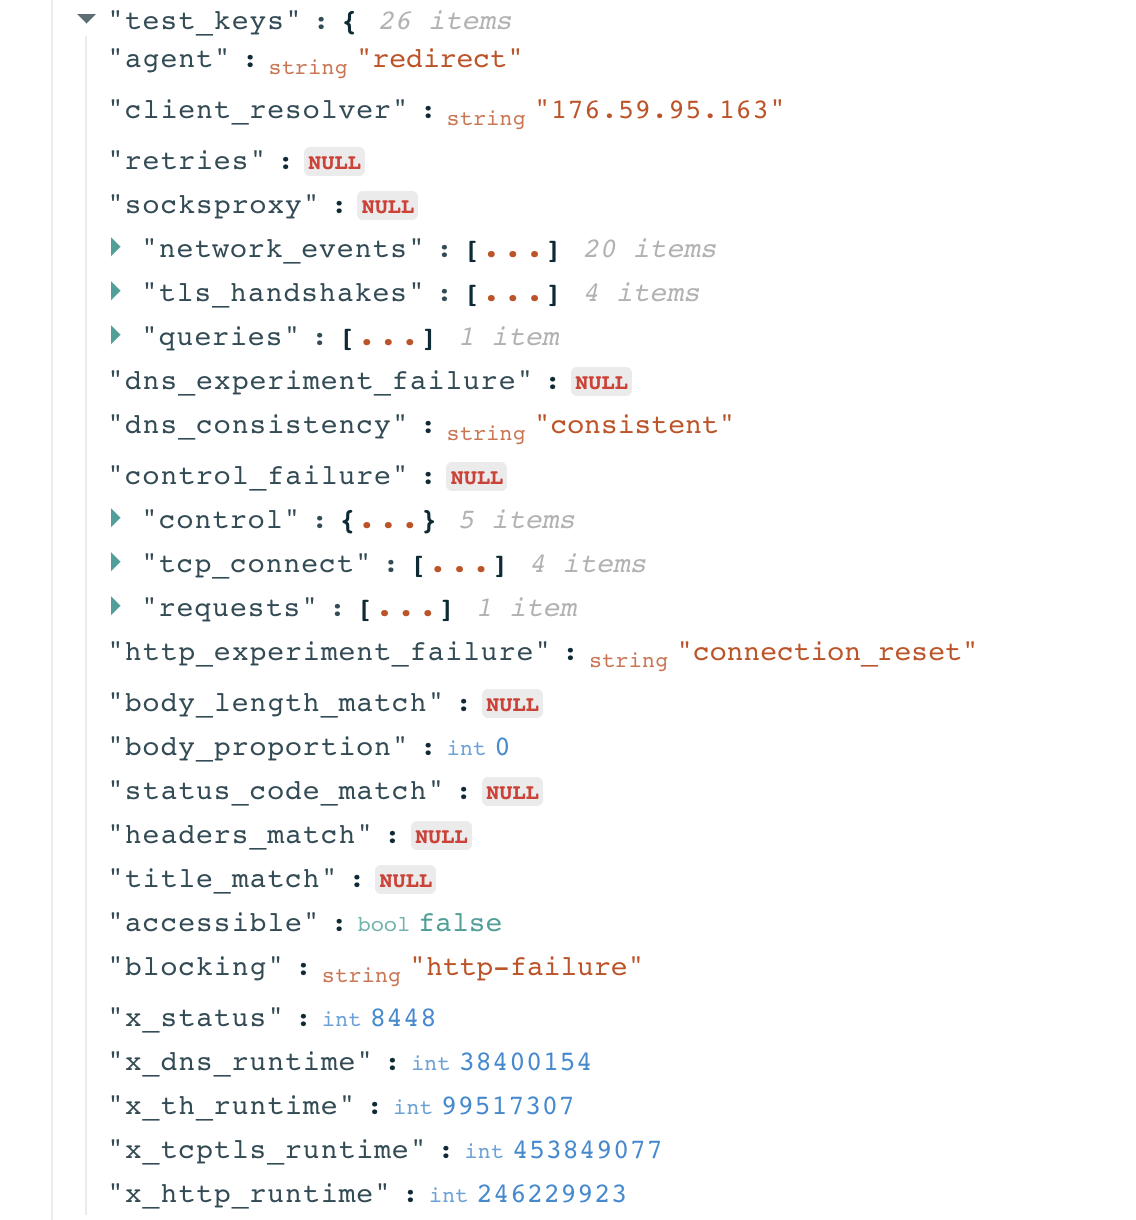 "test_keys" : { 26 items
"agent" : string "redirect"
"client_resolver" : string "176.59.95.163"
"retries" : NULL
"socksproxy" : NULL
"network_events" : [...] 20 items
"tls_handshakes" : [...] 4 items
"queries" : [...] 1 item
"dns_experiment_failure" : NULL
"dns_consistency" : string "consistent"
"control_failure" : NULL
"control" : {...} 5 items
"tcp_connect" : [...] 4 items
"requests" : [...] 1 item
"http_experiment_failure" : string "connection_reset"
"body_length_match" : NULL
"body_proportion" : int 0
"status_code_match" : NULL
"headers_match" : NULL
"title_match" : NULL
"accessible" : bool false
"blocking" : string "http-failure"
"x_status" : int 8448
"x_dns_runtime" : int 38400154
"x_th_runtime" : int 99517307
"x_tcptls_runtime" : int 453849077
"x_http_runtime" : int 246229923